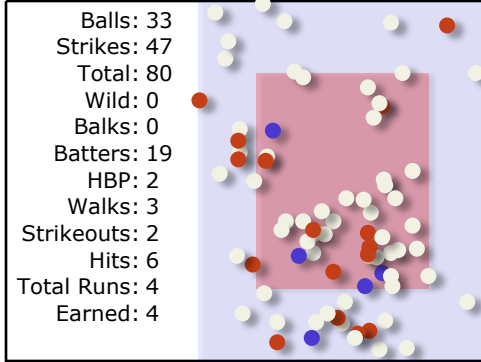 Balls: 33
Strikes: 47
Total: 80
Wild: 0
Balks: 0
Batters: 19
HBP: 2
Walks: 3
Strikeouts: 2
Hits: 6
Total Runs: 4
Earned: 4